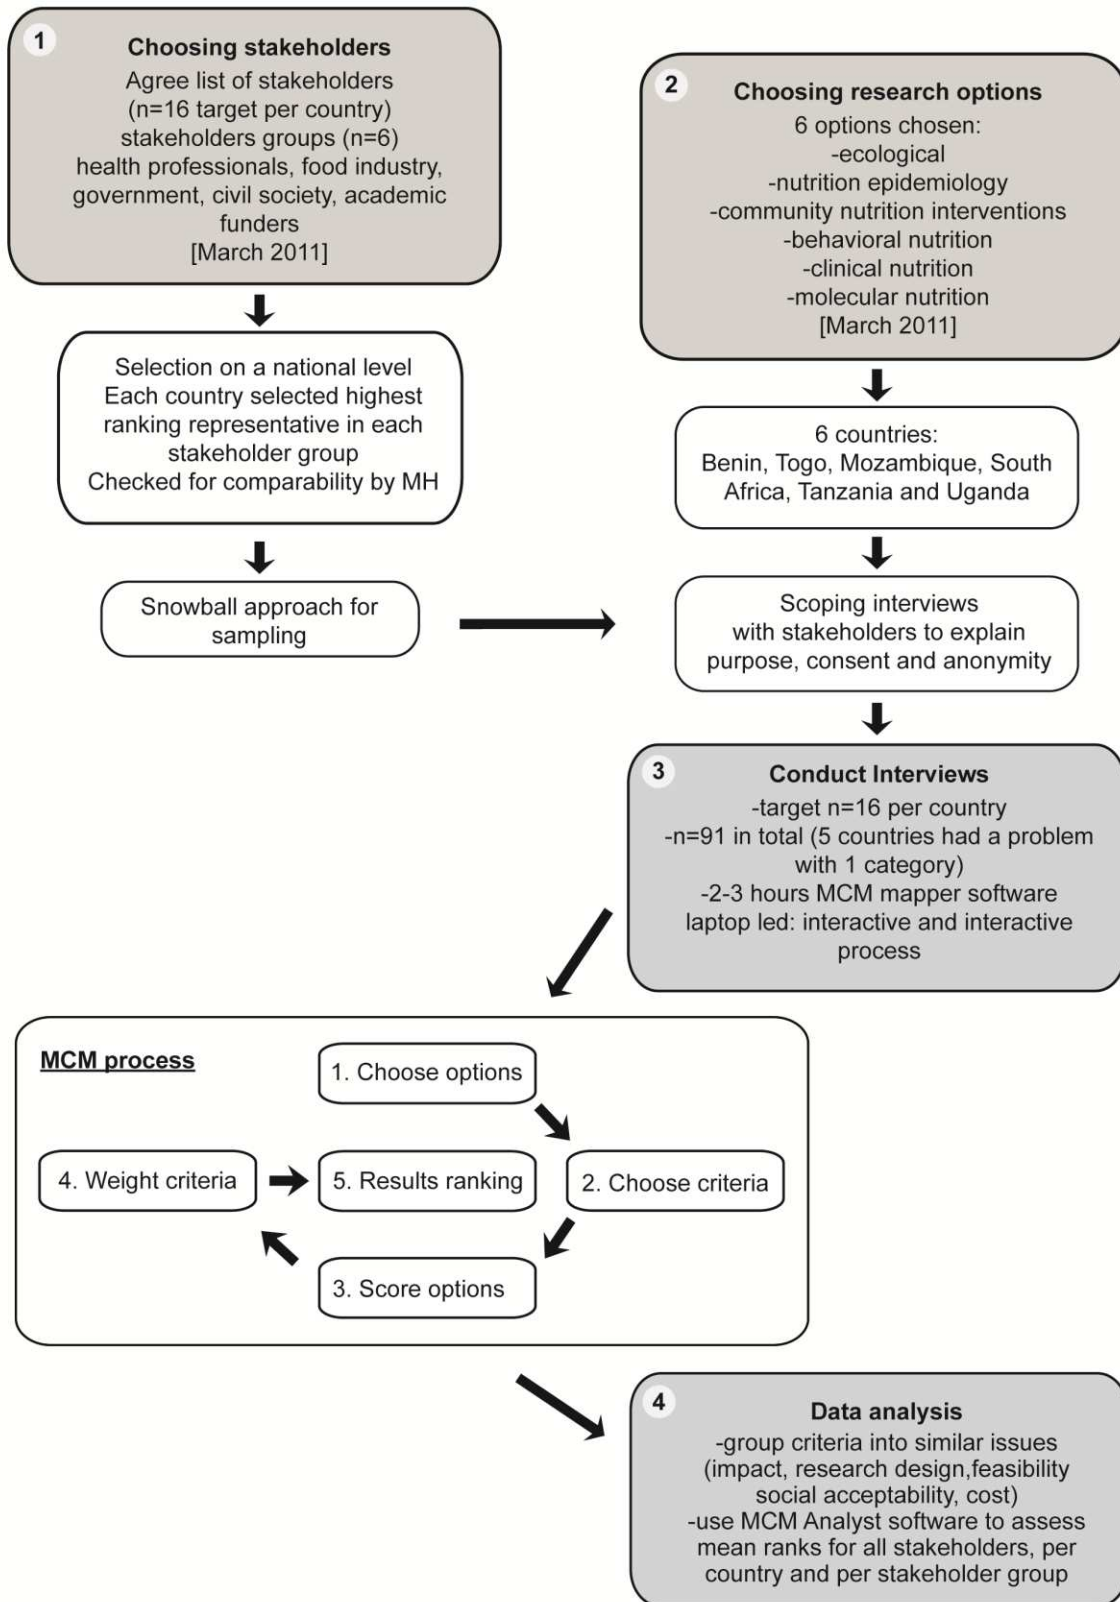 1
Choosing stakeholders
Agree list of stakeholders
(n=16 target per country)
stakeholders groups (n=6)
health professionals, food industry,
government, civil society, academic
funders
[March 2011]
Selection on a national level
Each country selected highest
ranking representative in each
stakeholder group
Checked for comparability by MH
Snowball approach for
sampling
2
Choosing research options
6 options chosen:
-ecological
-nutrition epidemiology
-community nutrition interventions
-behavioral nutrition
-clinical nutrition
-molecular nutrition
[March 2011]
6 countries:
Benin, Togo, Mozambique, South
Africa, Tanzania and Uganda
Scoping interviews
with stakeholders to explain
purpose, consent and anonymity
3
Conduct Interviews
-target n=16 per country
-n=91 in total (5 countries had a problem
with 1 category)
-2-3 hours MCM mapper software
laptop led: interactive and interactive
process
MCM process
1. Choose options
2. Choose criteria
3. Score options
4. Weight criteria
5. Results ranking
4
Data analysis
-group criteria into similar issues
(impact, research design,feasibility
social acceptability, cost)
-use MCM Analyst software to assess
mean ranks for all stakeholders, per
country and per stakeholder group